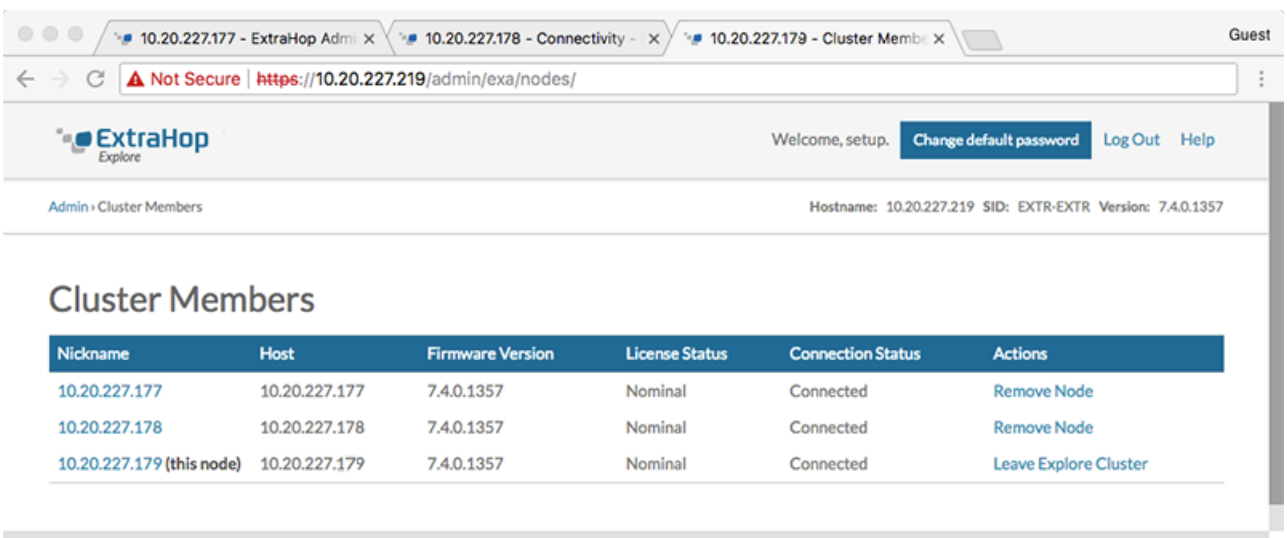 10.20.227.177 - ExtraHop Admi 10.20.227.178 - Connectivity - 10.20.227.179 - Cluster Membe Guest
Not Secure | https://10.20.227.219/admin/exa/nodes/
ExtraHop Welcome, setup. Change default password Log Out Help
Explore
Admin › Cluster Members Hostname: 10.20.227.219 SID: EXTR-EXTR Version: 7.4.0.1357
Cluster Members
Nickname Host Firmware Version License Status Connection Status Actions
10.20.227.177 10.20.227.177 7.4.0.1357 Nominal Connected Remove Node
10.20.227.178 10.20.227.178 7.4.0.1357 Nominal Connected Remove Node
10.20.227.179 (this node) 10.20.227.179 7.4.0.1357 Nominal Connected Leave Explore Cluster